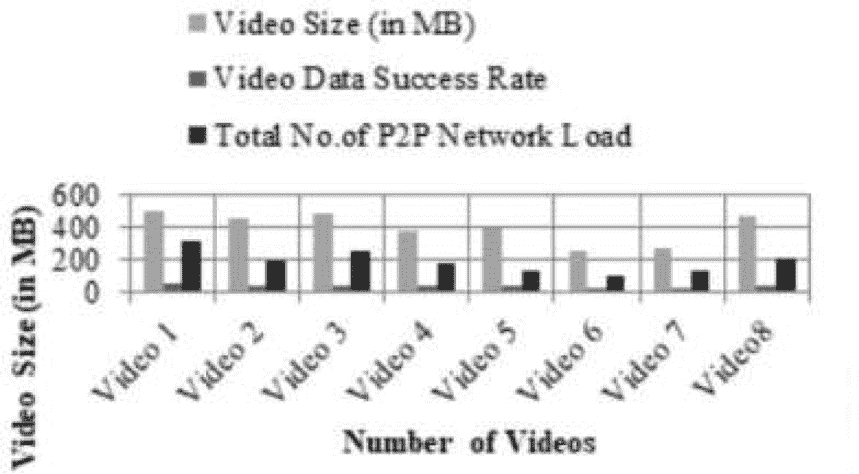 Video Size (in MB)
Video Data Success Rate
Total No.of P2P Network Load
Video Size (in MB)
600
400
200
0
Video 1
Video 2
Video 3
Video 4
Video 5
Video 6
Video 7
Video8
Number of Videos